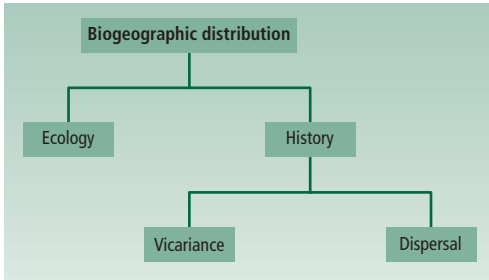 Biogeographic distribution
Ecology
History
Vicariance
Dispersal